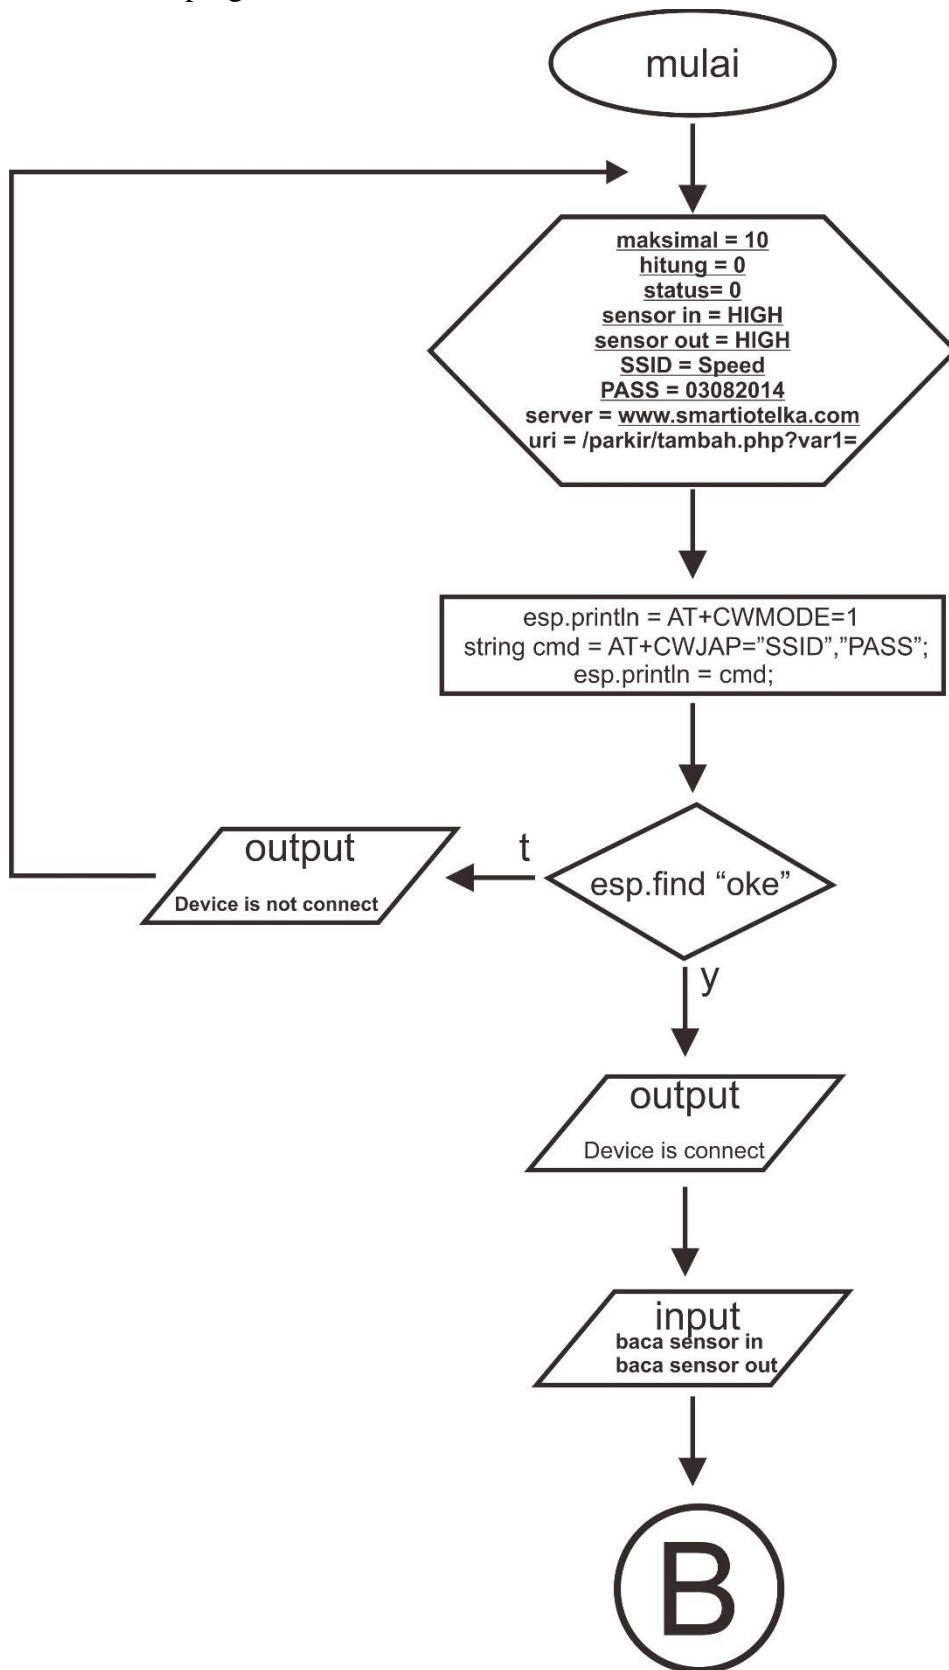 mulai
maksimal = 10
hitung = 0
status= 0
sensor in = HIGH
sensor out = HIGH
SSID = Speed
PASS = 03082014
server = www.smartiotelka.com
uri = /parkir/tambah.php?var1=
esp.println = AT+CWMODE=1
string cmd = AT+CWJAP=”SSID”,”PASS”;
esp.println = cmd;
esp.find “oke”
t
output
Device is not connect
y
output
Device is connect
input
baca sensor in
baca sensor out
B